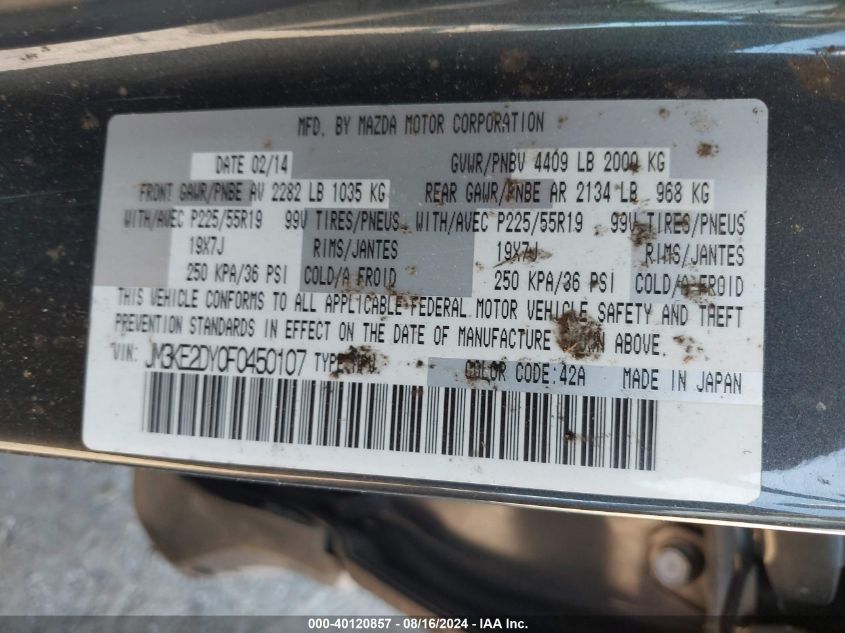 MFD. BY MAZDA MOTOR CORPORATION
DATE 02/14 GVWR/PNBV 4409 LB 2000 KG
FRONT GAWR/PNBE AV 2282 LB 1035 KG REAR GAWR/PNBE AR 2134 LB 968 KG
WITH/AVEC P225/55R19 99V TIRES/PNEUS WITH/AVEC P225/55R19 99V TIRES/PNEUS
19X7J RIMS/JANTES 19X7J RIMS/JANTES
250 KPA/36 PSI COLD/A FROID 250 KPA/36 PSI COLD/A FROID
THIS VEHICLE CONFORMS TO ALL APPLICABLE FEDERAL MOTOR VEHICLE SAFETY AND THEFT
PREVENTION STANDARDS IN EFFECT ON THE DATE OF MANUFACTURE ABOVE.
VIN: JM3KE2DY0F0450107 TYPE: COLOR CODE:42A MADE IN JAPAN
000-40120857 - 08/16/2024 - IAA, Inc.